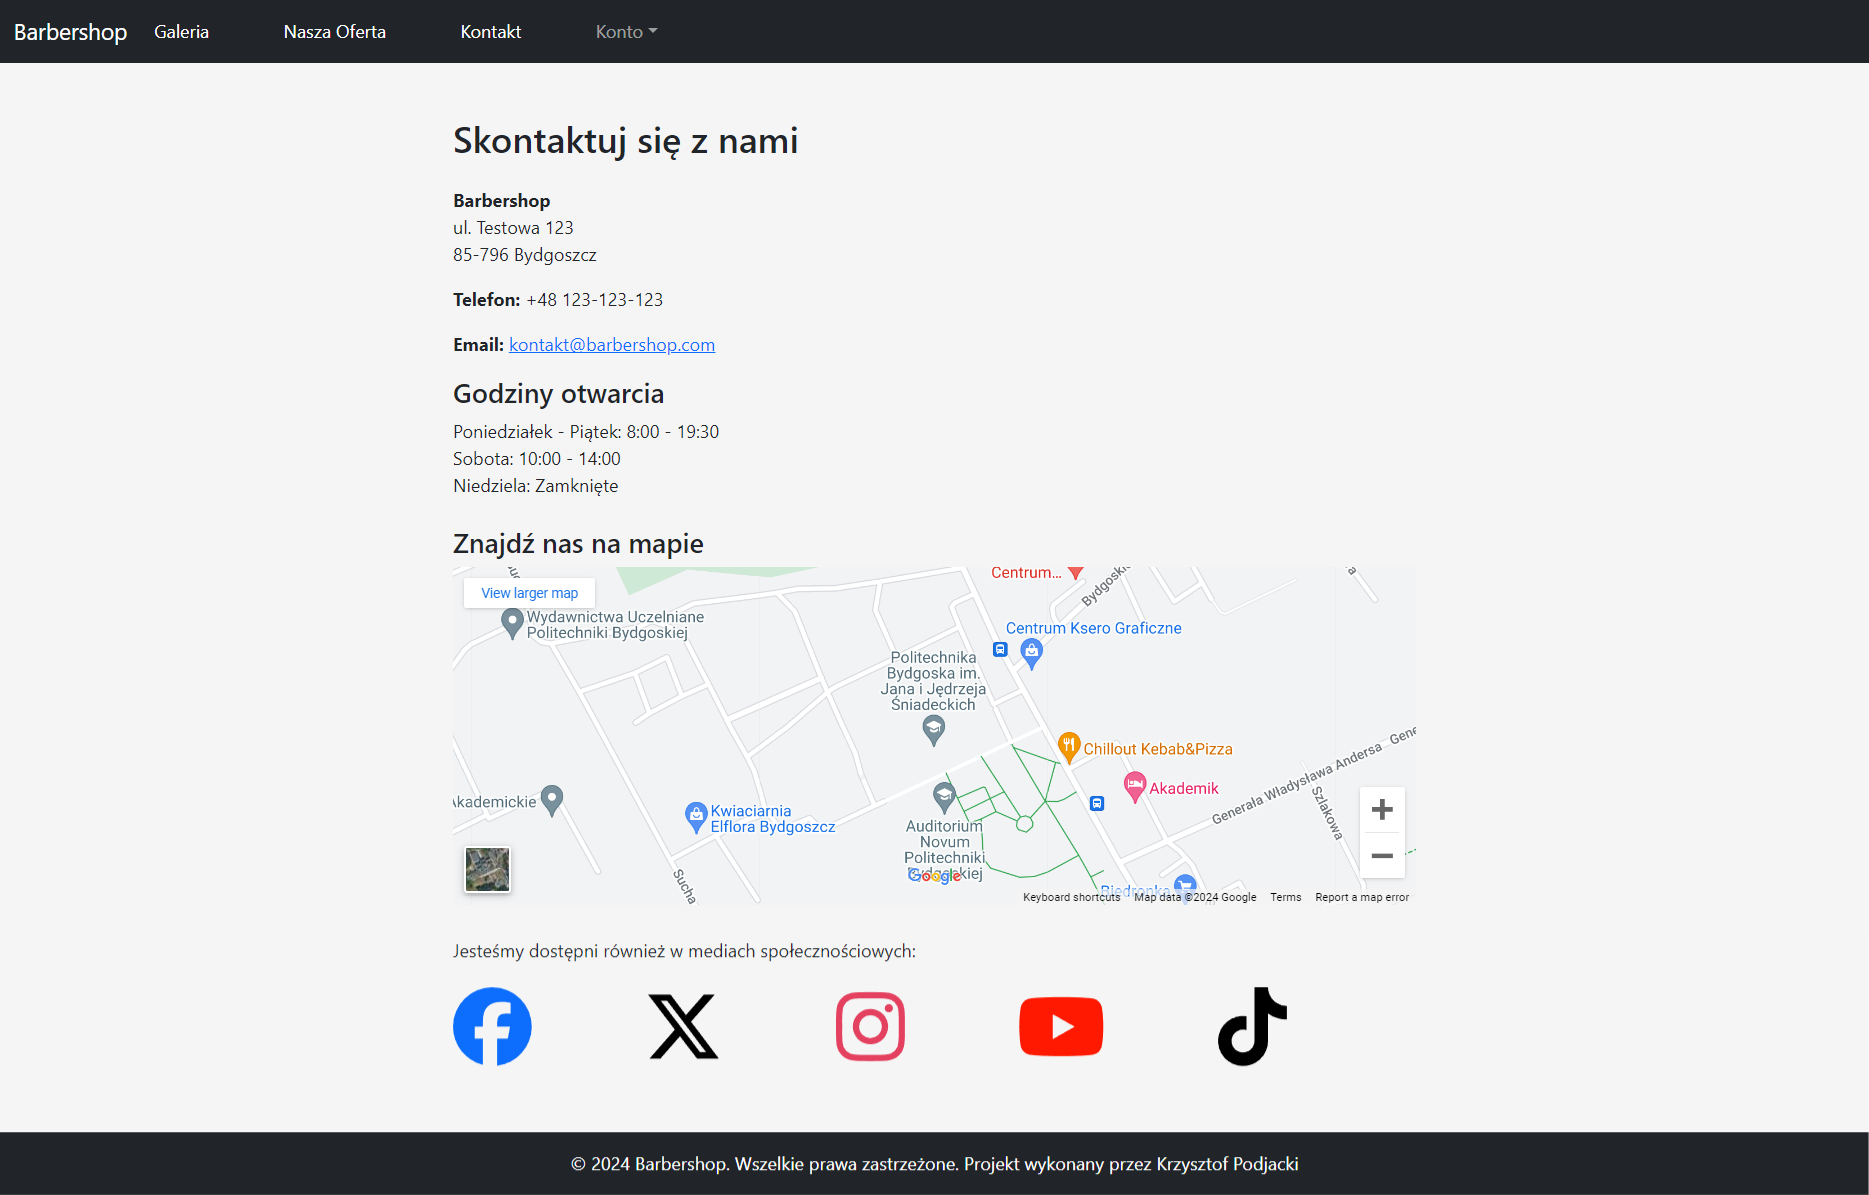 Barbershop Galeria Nasza Oferta Kontakt Konto
Skontaktuj się z nami
Barbershop
ul. Testowa 123
85-796 Bydgoszcz
Telefon: +48 123-123-123
Email: kontakt@barbershop.com
Godziny otwarcia
Poniedziałek - Piątek: 8:00 - 19:30
Sobota: 10:00 - 14:00
Niedziela: Zamknięte
Znajdź nas na mapie
View larger map
Centrum...
Wydawnictwa Uczelniane
Politechniki Bydgoskiej
Centrum Ksero Graficzne
Politechnika
Bydgoska im.
Jana i Jędrzeja
Śniadeckich
Chillout Kebab&Pizza
Akademik
Generała Władysława Andersa
Szlakowa
Akademickie
Kwiaciarnia
Elflora Bydgoszcz
Auditorium
Novum
Politechniki
Bydgoskiej
Google
Sucha
Biedronka
Keyboard shortcuts Map data ©2024 Google Terms Report a map error
Jesteśmy dostępni również w mediach społecznościowych:
© 2024 Barbershop. Wszelkie prawa zastrzeżone. Projekt wykonany przez Krzysztof Podjacki